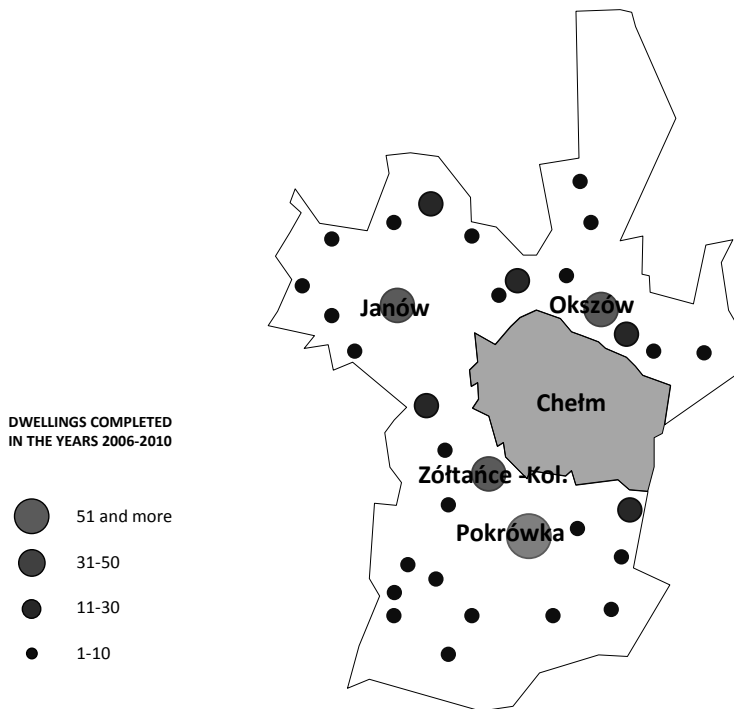 Janów
Okszów
Chełm
DWELLINGS COMPLETED
IN THE YEARS 2006-2010
Zółtańce -Kol.
51 and more
Pokrówka
31-50
11-30
1-10